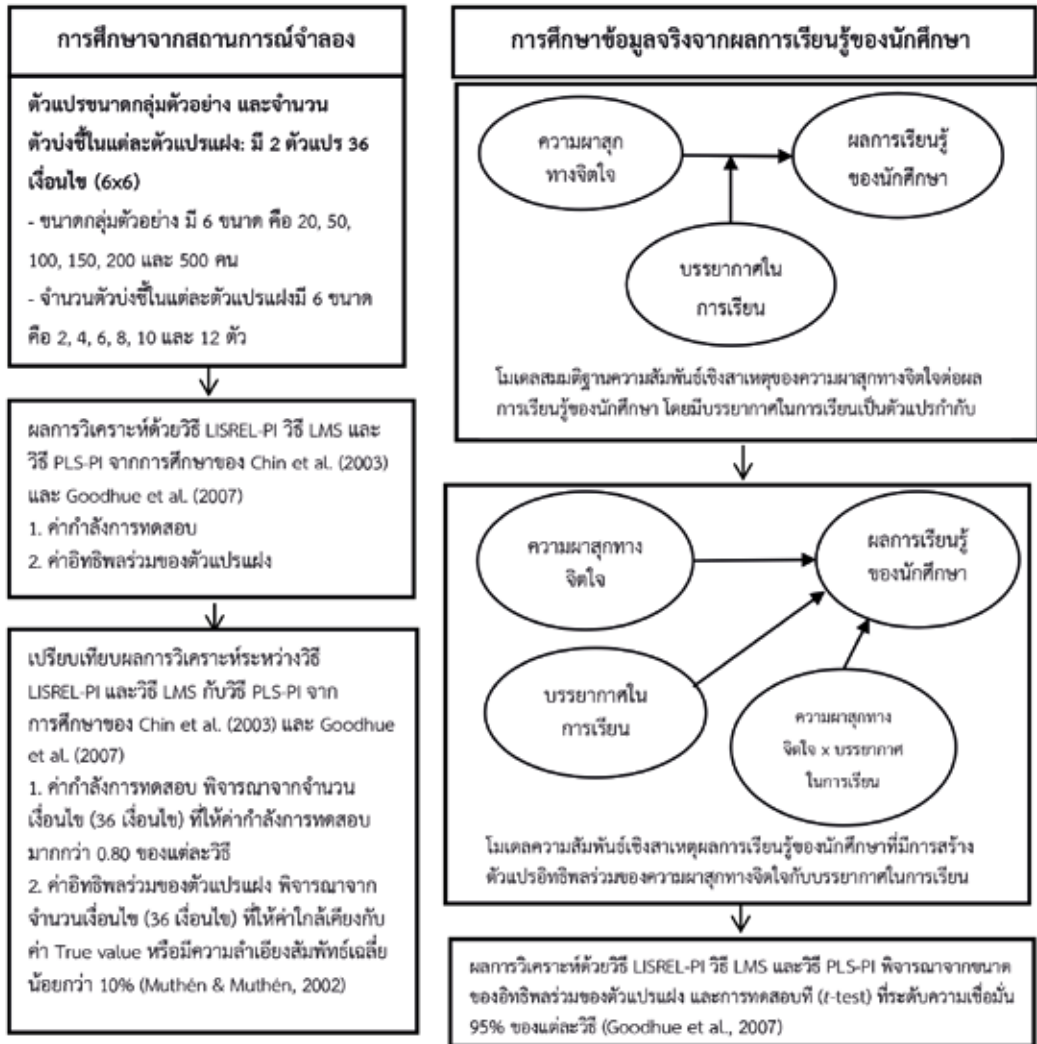 การศึกษาจากสถานการณ์จำลอง
ตัวแปรขนาดกลุ่มตัวอย่าง และจำนวน
ตัวบ่งชี้ในแต่ละตัวแปรแฝง: มี 2 ตัวแปร 36
เงื่อนไข (6x6)
- ขนาดกลุ่มตัวอย่าง มี 6 ขนาด คือ 20, 50,
100, 150, 200 และ 500 คน
- จำนวนตัวบ่งชี้ในแต่ละตัวแปรแฝงมี 6 ขนาด
คือ 2, 4, 6, 8, 10 และ 12 ตัว
ผลการวิเคราะห์ด้วยวิธี LISREL-PI วิธี LMS และ
วิธี PLS-PI จากการศึกษาของ Chin et al. (2003)
และ Goodhue et al. (2007)
1. ค่ากำลังการทดสอบ
2. ค่าอิทธิพลร่วมของตัวแปรแฝง
เปรียบเทียบผลการวิเคราะห์ระหว่างวิธี
LISREL-PI และวิธี LMS กับวิธี PLS-PI จาก
การศึกษาของ Chin et al. (2003) และ Goodhue
et al. (2007)
1. ค่ากำลังการทดสอบ พิจารณาจากจำนวน
เงื่อนไข (36 เงื่อนไข) ที่ให้ค่ากำลังการทดสอบ
มากกว่า 0.80 ของแต่ละวิธี
2. ค่าอิทธิพลร่วมของตัวแปรแฝง พิจารณาจาก
จำนวนเงื่อนไข (36 เงื่อนไข) ที่ให้ค่าใกล้เคียงกับ
ค่า True value หรือมีความลำเอียงสัมพัทธ์เฉลี่ย
น้อยกว่า 10% (Muthén & Muthén, 2002)
การศึกษาข้อมูลจริงจากผลการเรียนรู้ของนักศึกษา
ความผาสุก
ทางจิตใจ
ผลการเรียนรู้
ของนักศึกษา
บรรยากาศใน
การเรียน
โมเดลสมมติฐานความสัมพันธ์เชิงสาเหตุของความผาสุกทางจิตใจต่อผล
การเรียนรู้ของนักศึกษา โดยมีบรรยากาศในการเรียนเป็นตัวแปรกำกับ
ความผาสุกทาง
จิตใจ
ผลการเรียนรู้
ของนักศึกษา
บรรยากาศใน
การเรียน
ความผาสุกทาง
จิตใจ x บรรยากาศ
ในการเรียน
โมเดลความสัมพันธ์เชิงสาเหตุผลการเรียนรู้ของนักศึกษาที่มีการสร้าง
ตัวแปรอิทธิพลร่วมของความผาสุกทางจิตใจกับบรรยากาศในการเรียน
ผลการวิเคราะห์ด้วยวิธี LISREL-PI วิธี LMS และวิธี PLS-PI พิจารณาจากขนาด
ของอิทธิพลร่วมของตัวแปรแฝง และการทดสอบที (t-test) ที่ระดับความเชื่อมั่น
95% ของแต่ละวิธี (Goodhue et al., 2007)